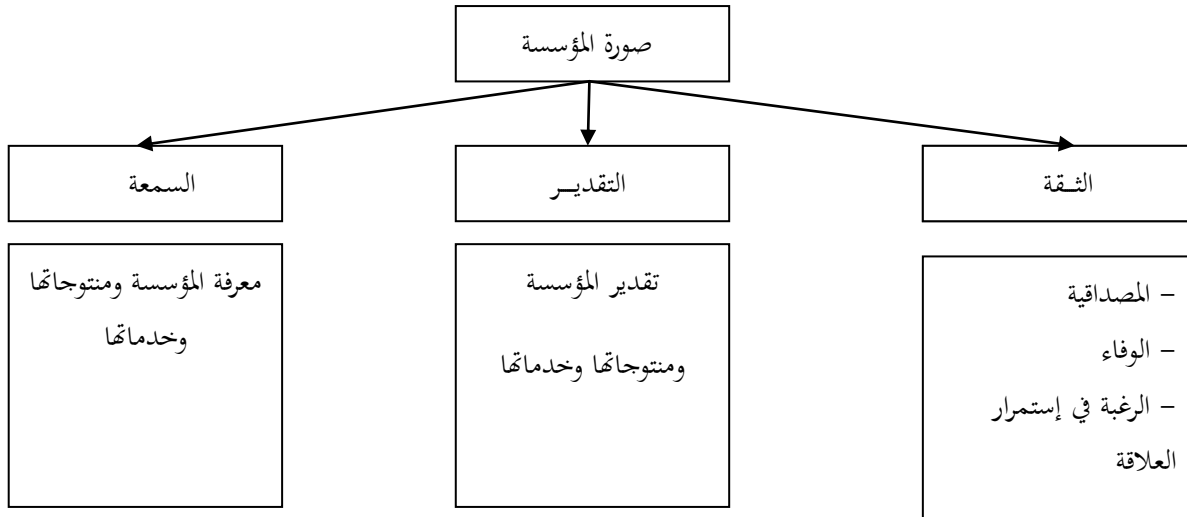 صورة المؤسسة
الثـقة
التقديـر
السمعة
– المصداقية
– الوفاء
– الرغبة في إستمرار
العلاقة
تقدير المؤسسة
ومنتوجاتها وخدماتها
معرفة المؤسسة ومنتوجاتها
وخدماتها